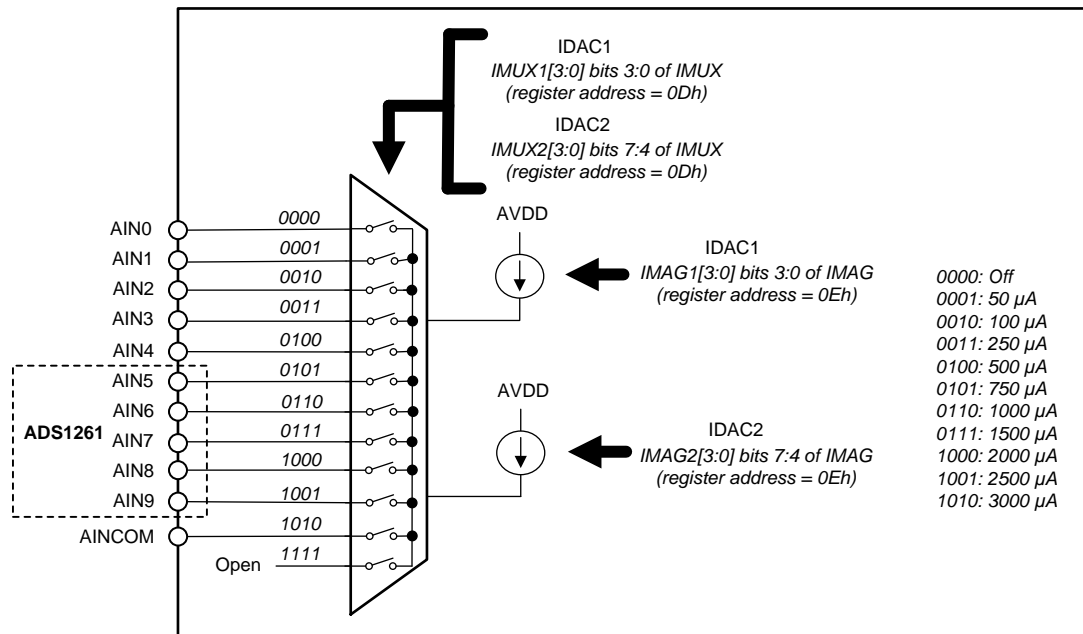 IDAC1
IMUX1[3:0] bits 3:0 of IMUX
(register address = 0Dh)
IDAC2
IMUX2[3:0] bits 7:4 of IMUX
(register address = 0Dh)
AIN0
0000
AIN1
0001
AIN2
0010
AIN3
0011
AIN4
0100
AIN5
0101
AIN6
0110
ADS1261
AIN7
0111
AIN8
1000
AIN9
1001
AINCOM
1010
Open
1111
AVDD
IDAC1
IMAG1[3:0] bits 3:0 of IMAG
(register address = 0Eh)
AVDD
IDAC2
IMAG2[3:0] bits 7:4 of IMAG
(register address = 0Eh)
0000: Off
0001: 50 µA
0010: 100 µA
0011: 250 µA
0100: 500 µA
0101: 750 µA
0110: 1000 µA
0111: 1500 µA
1000: 2000 µA
1001: 2500 µA
1010: 3000 µA